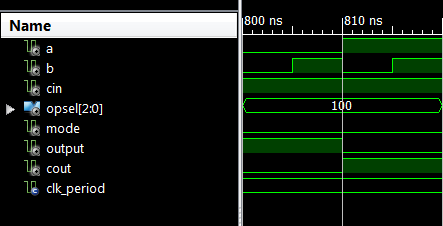 Name
800 ns
810 ns
a
b
cin
opsel[2:0]
100
mode
output
cout
clk_period